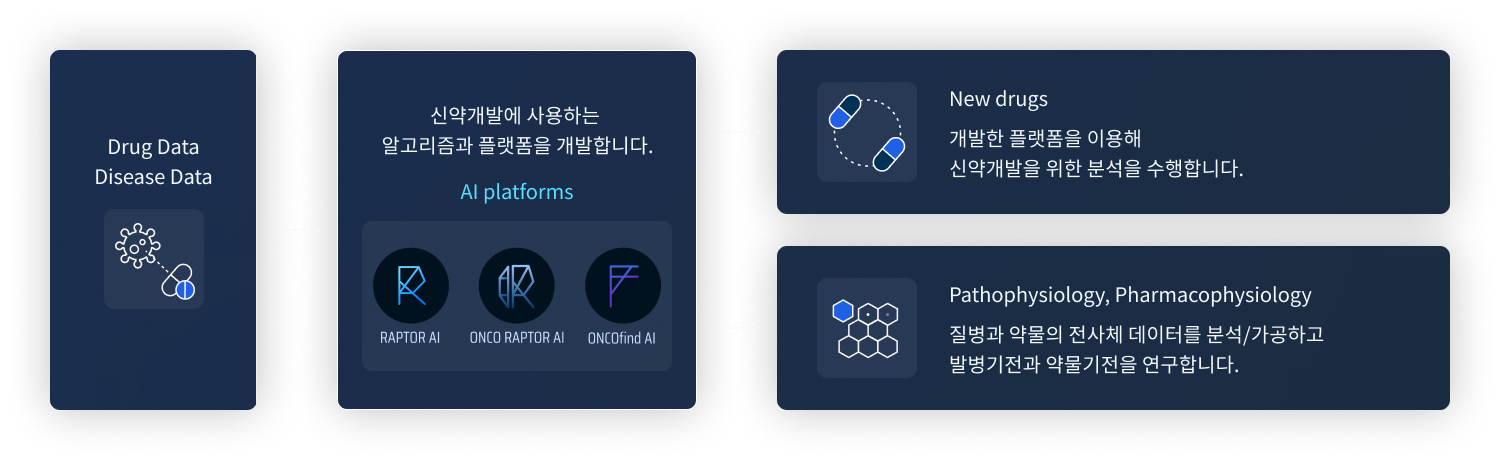 Drug Data
Disease Data
신약개발에 사용하는
알고리즘과 플랫폼을 개발합니다.
AI platforms
RAPTOR AI
ONCO RAPTOR AI
ONCOfind AI
New drugs
개발한 플랫폼을 이용해
신약개발을 위한 분석을 수행합니다.
Pathophysiology, Pharmacophysiology
질병과 약물의 전사체 데이터를 분석/가공하고
발병기전과 약물기전을 연구합니다.